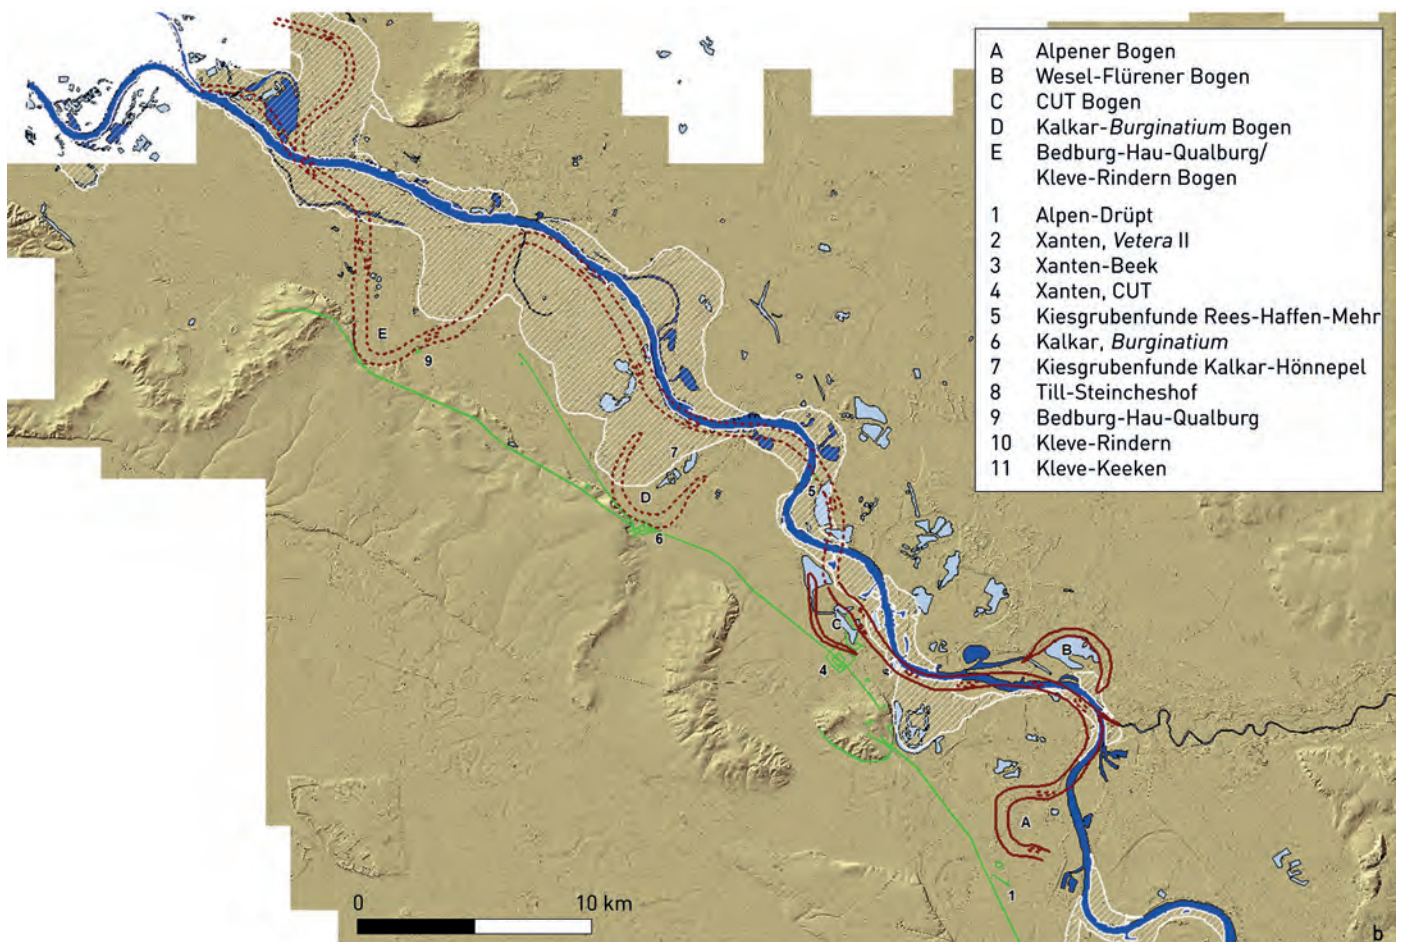 A Alpener Bogen
B Wesel-Flürener Bogen
C CUT Bogen
D Kalkar-Burginatium Bogen
E Bedburg-Hau-Qualburg/
Kleve-Rindern Bogen
1 Alpen-Drüpt
2 Xanten, Vetera II
3 Xanten-Beek
4 Xanten, CUT
5 Kiesgrubenfunde Rees-Haffen-Mehr
6 Kalkar, Burginatium
7 Kiesgrubenfunde Kalkar-Hönnepel
8 Till-Steincheshof
9 Bedburg-Hau-Qualburg
10 Kleve-Rindern
11 Kleve-Keeken
E
9
7
D
5
6
C
B
4
A
1
0 10 km
b